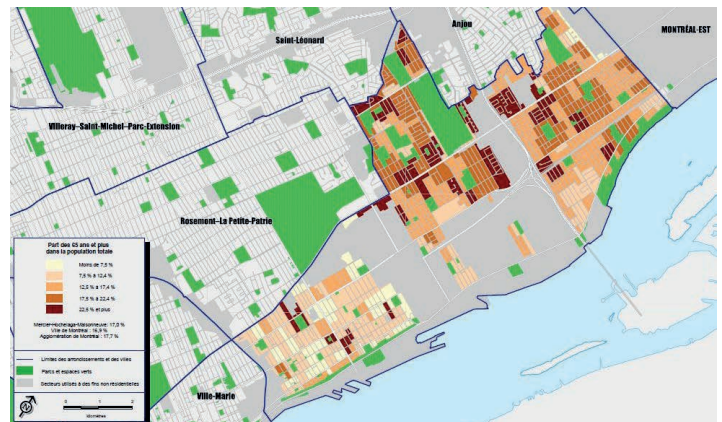 Saint-Léonard
Anjou
MONTRÉAL-EST
Villeray–Saint-Michel–Parc-Extension
Rosemont–La Petite-Patrie
Part des 65 ans et plus
dans la population totale
Moins de 7,5 %
7,5 % à 12,4 %
12,5 % à 17,4 %
17,5 % à 22,4 %
22,5 % et plus
Mercier-Hochelaga-Maisonneuve: 17,0 %
Ville de Montréal : 16,9 %
Agglomération de Montréal : 17,7 %
Limites des arrondissements et des villes
Parcs et espaces verts
Secteurs utilisés à des fins non résidentielles
N
0 1 2
kilomètres
Ville-Marie